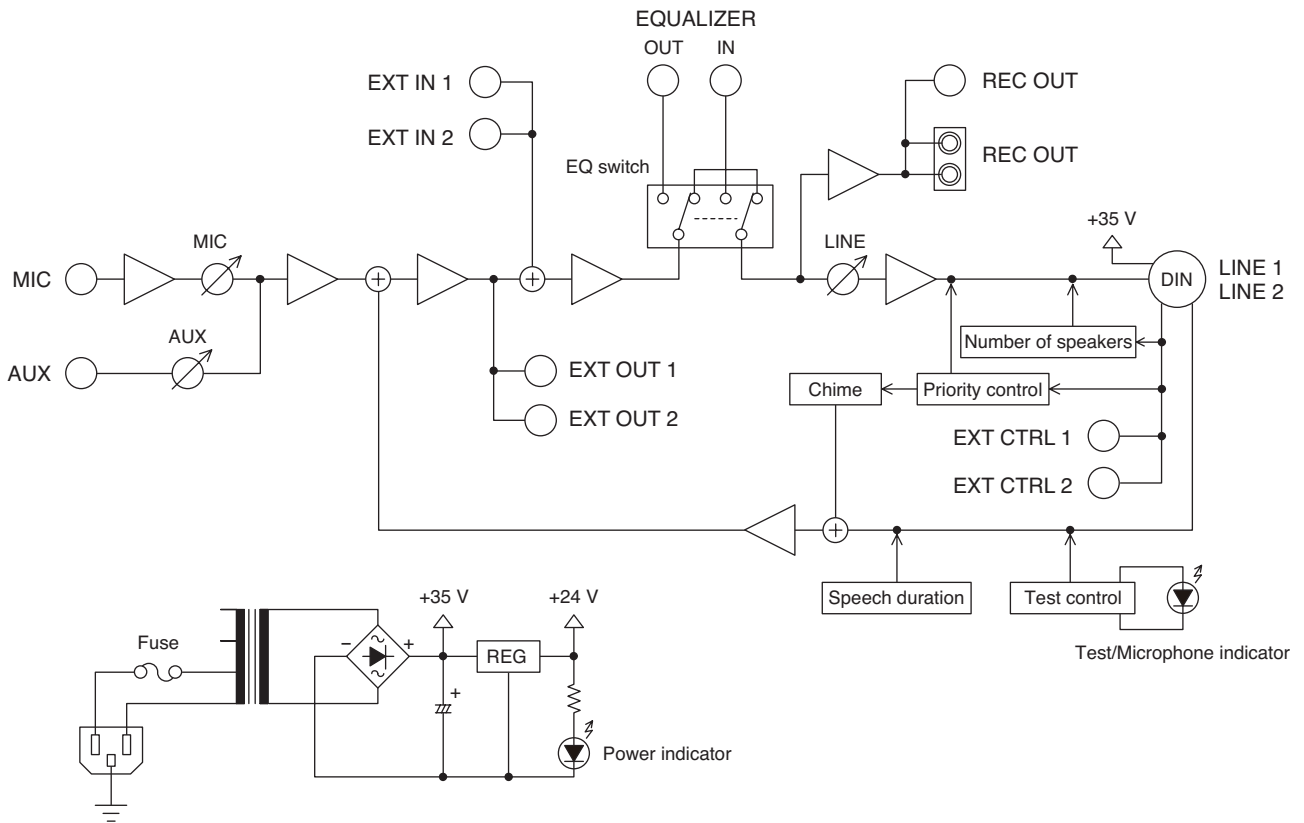 EQUALIZER
OUT IN
EXT IN 1
REC OUT
EXT IN 2
REC OUT
EQ switch
+35 V
MIC
LINE
MIC
DIN
LINE 1
LINE 2
AUX
Number of speakers
AUX
EXT OUT 1
Chime
Priority control
EXT OUT 2
EXT CTRL 1
EXT CTRL 2
+35 V
+24 V
Speech duration
Test control
Fuse
− +
REG
Test/Microphone indicator
+
Power indicator